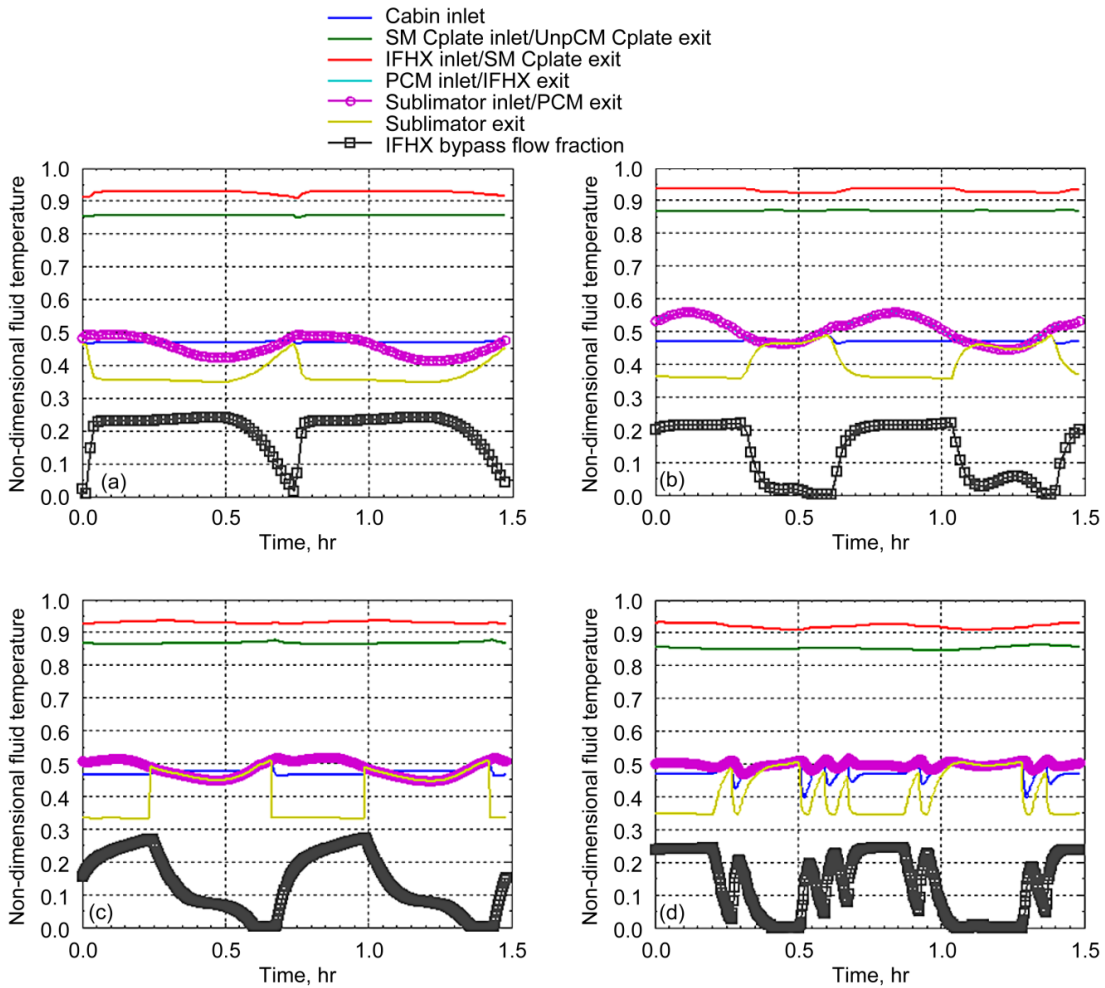 Cabin inlet
SM Cplate inlet/UnpCM Cplate exit
IFHX inlet/SM Cplate exit
PCM inlet/IFHX exit
Sublimator inlet/PCM exit
Sublimator exit
IFHX bypass flow fraction
Non-dimensional fluid temperature
1.0
0.9
0.8
0.7
0.6
0.5
0.4
0.3
0.2
0.1
0.0
(a)
0.0 0.5 1.0 1.5
Time, hr
Non-dimensional fluid temperature
1.0
0.9
0.8
0.7
0.6
0.5
0.4
0.3
0.2
0.1
0.0
(b)
0.0 0.5 1.0 1.5
Time, hr
Non-dimensional fluid temperature
1.0
0.9
0.8
0.7
0.6
0.5
0.4
0.3
0.2
0.1
0.0
(c)
0.0 0.5 1.0 1.5
Time, hr
Non-dimensional fluid temperature
1.0
0.9
0.8
0.7
0.6
0.5
0.4
0.3
0.2
0.1
0.0
(d)
0.0 0.5 1.0 1.5
Time, hr